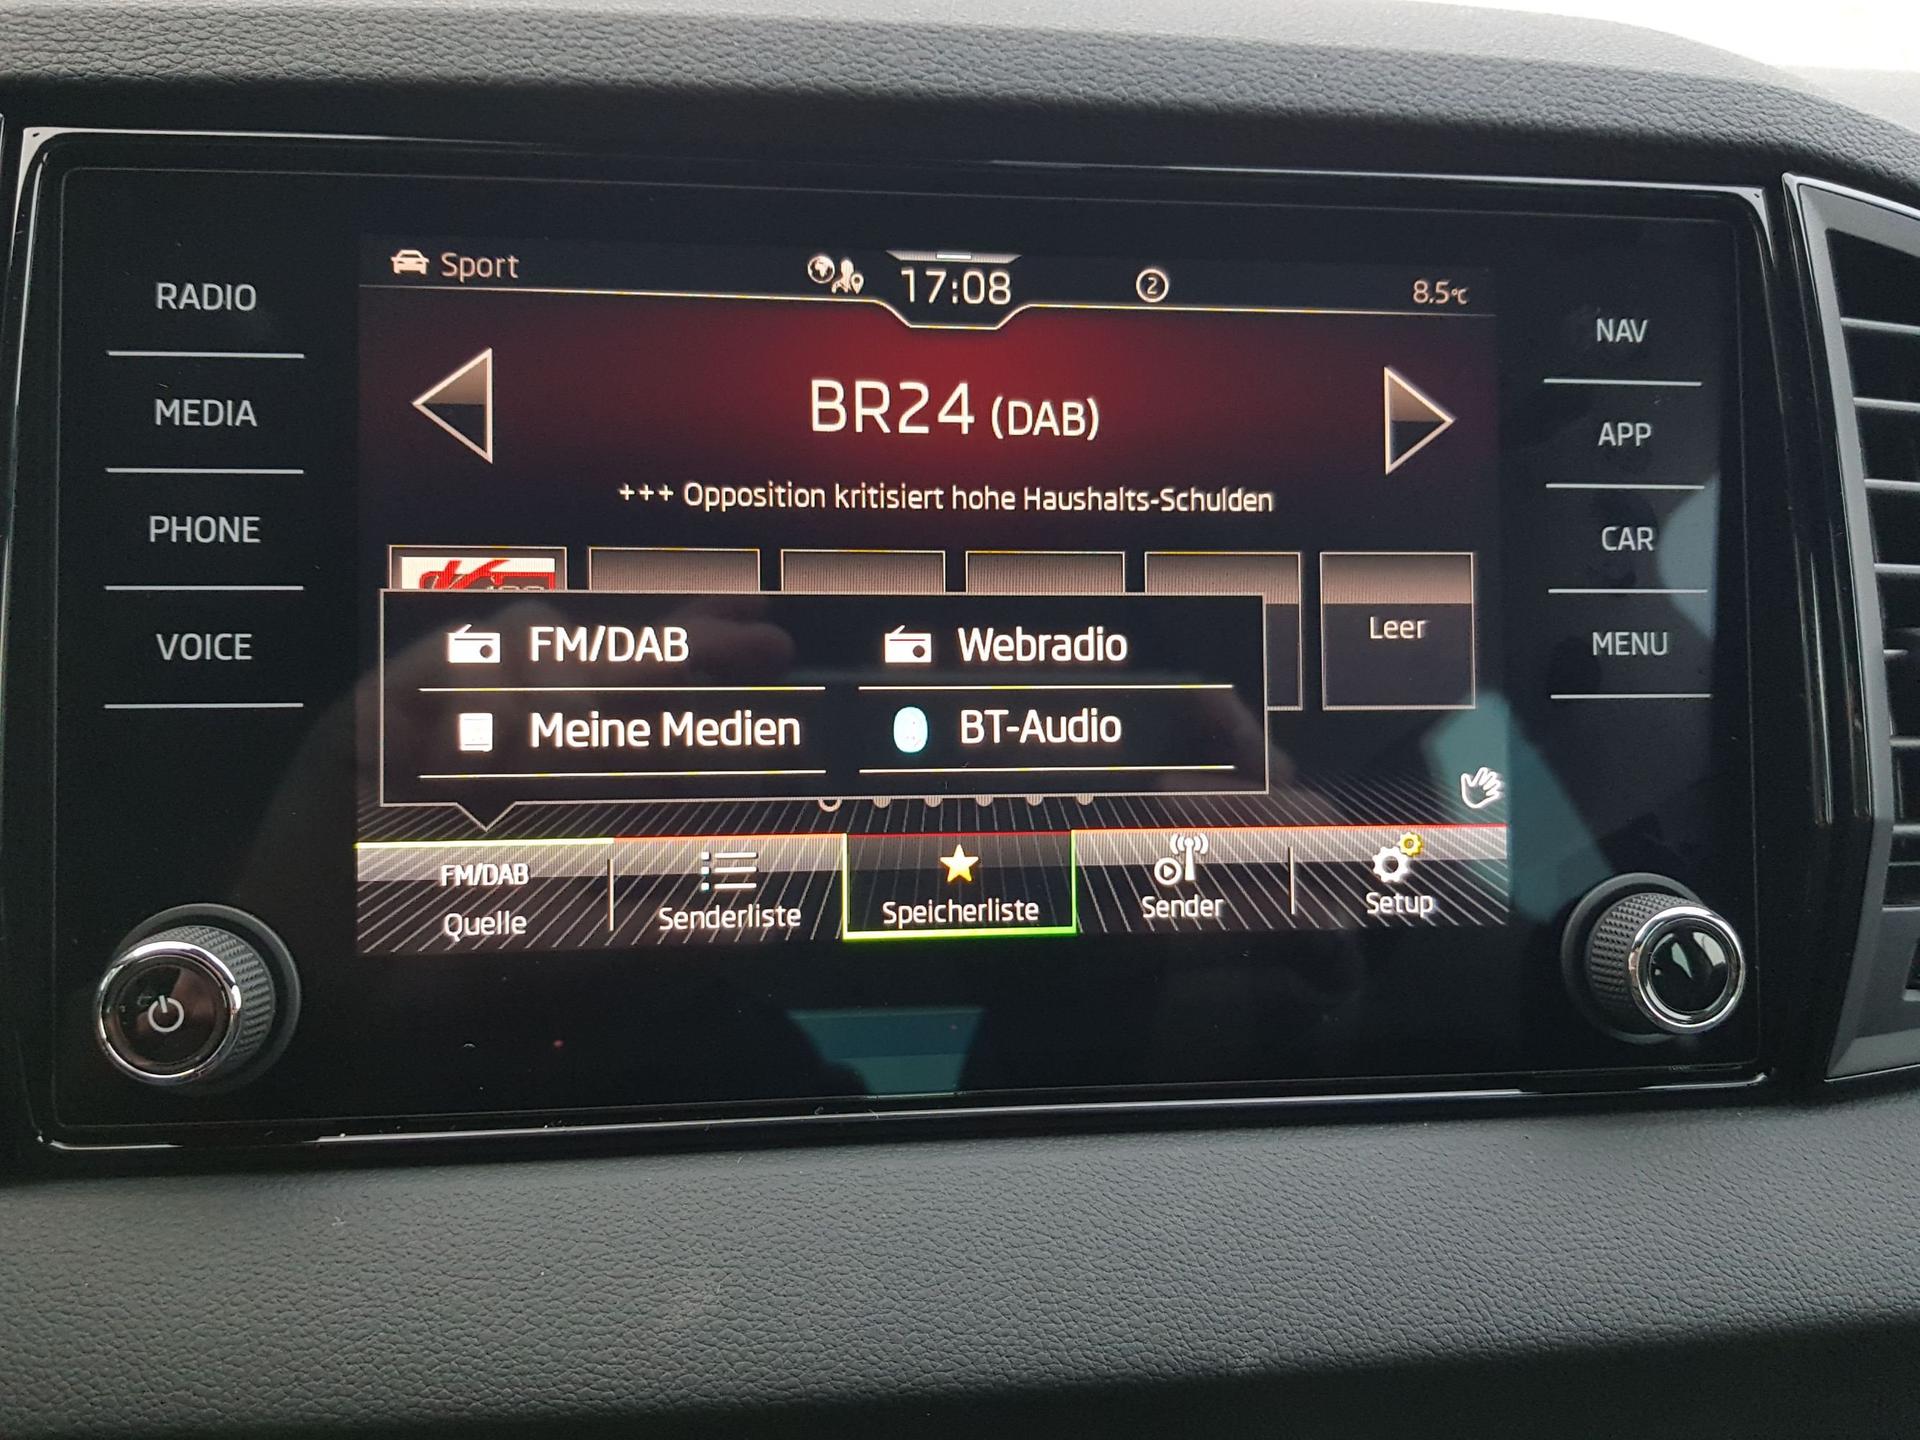 Sport
17:08
2
8.5°C
RADIO
MEDIA
PHONE
VOICE
BR24 (DAB)
+++ Opposition kritisiert hohe Haushalts-Schulden
Leer
FM/DAB
Webradio
Meine Medien
BT-Audio
FM/DAB
Quelle
Senderliste
Speicherliste
Sender
Setup
NAV
APP
CAR
MENU